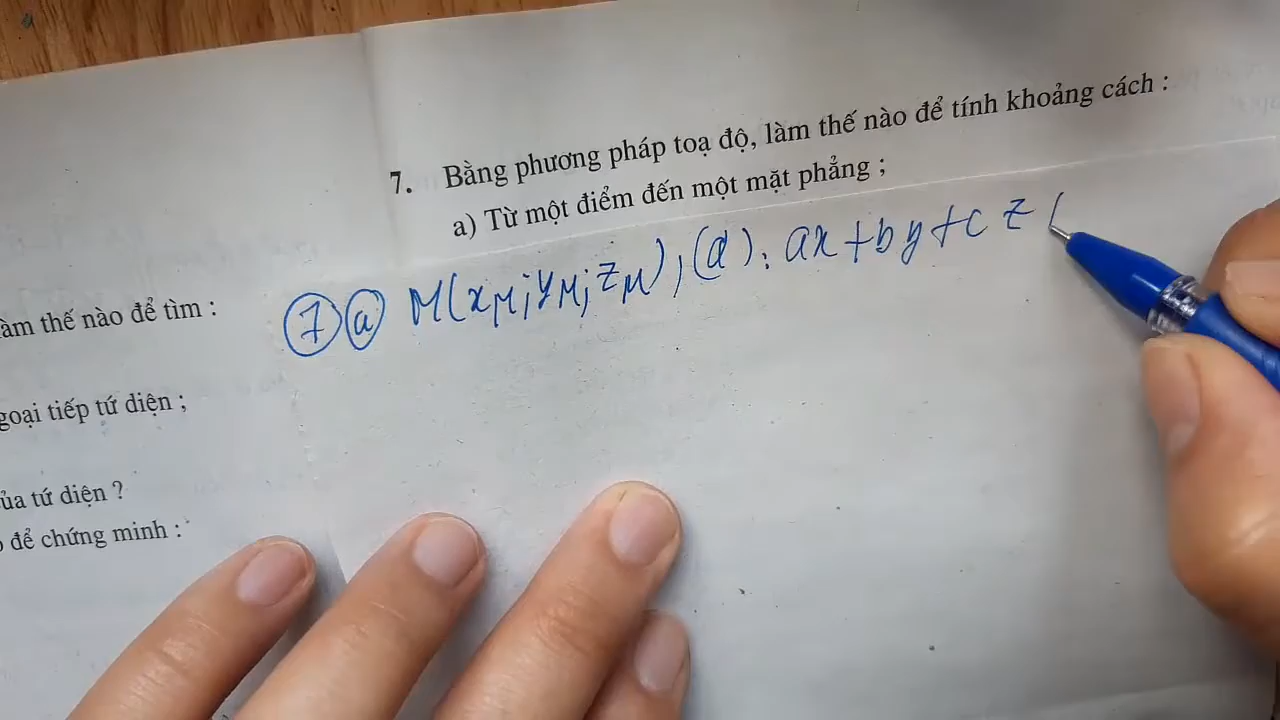 7. Bằng phương pháp toạ độ, làm thế nào để tính khoảng cách :
a) Từ một điểm đến một mặt phẳng ;
7 a M(xM; yM; zM), (α): ax+by+cz
àm thế nào để tìm :
goại tiếp tứ diện ;
ủa tứ diện ?
để chứng minh :